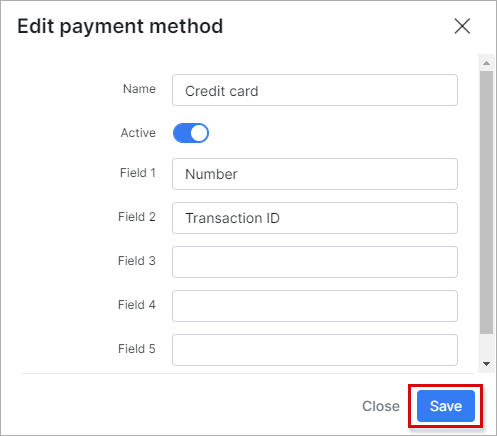 Edit payment method
Name Credit card
Active
Field 1 Number
Field 2 Transaction ID
Field 3
Field 4
Field 5
Close Save